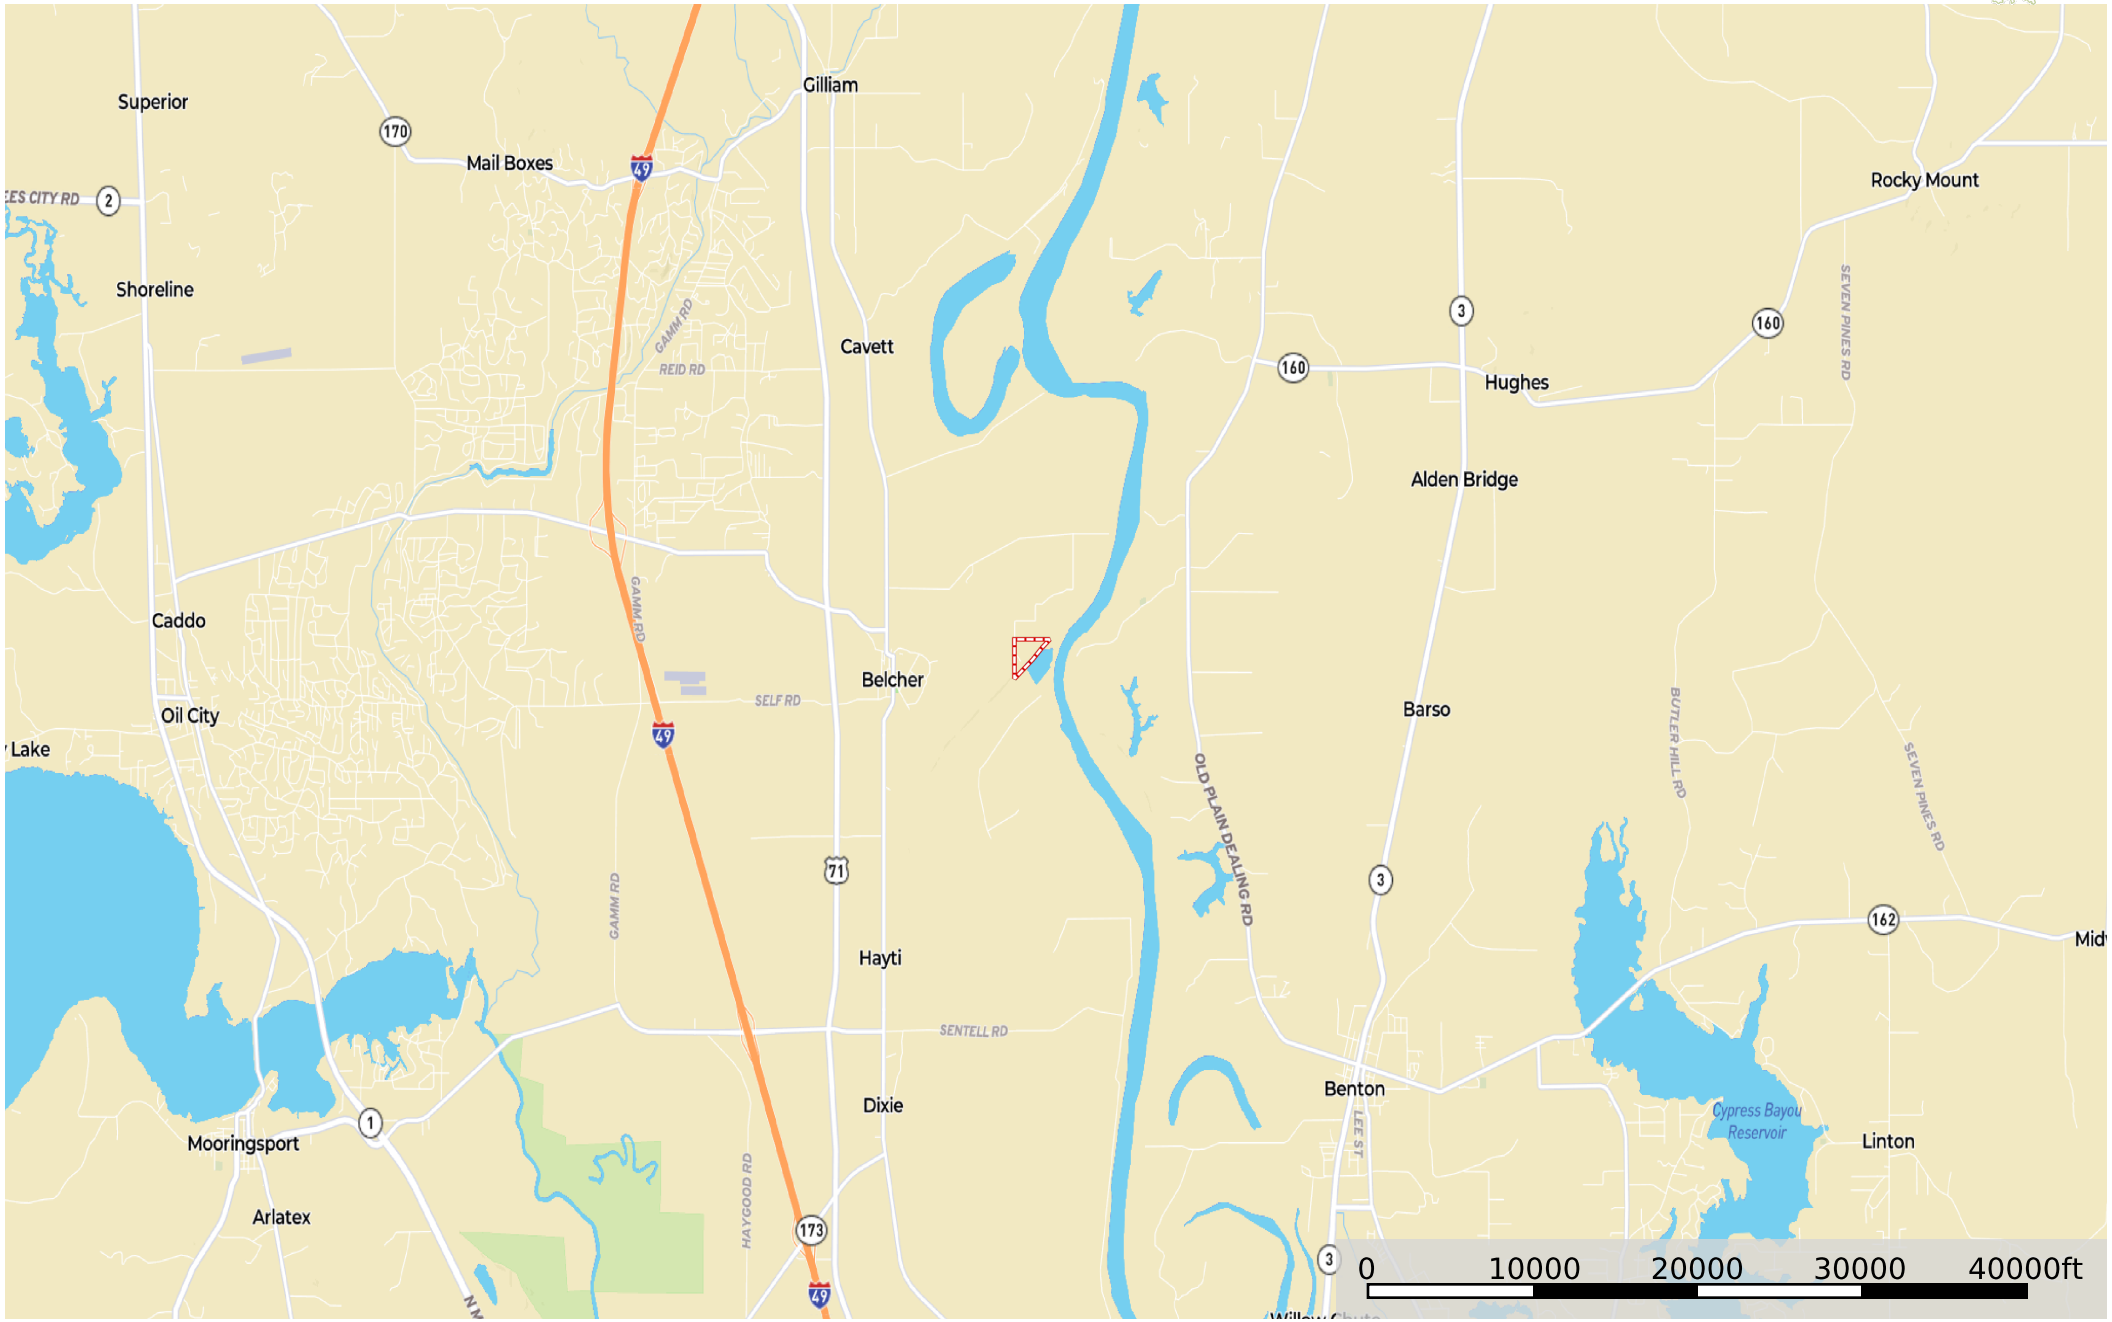 Gilliam
Superior
170
Mail Boxes
49
Rocky Mount
EES CITY RD
2
Shoreline
SEVEN PINES RD
GAMM RD
3
160
Cavett
REID RD
160
Hughes
Alden Bridge
GAMM RD
Caddo
Belcher
SELF RD
Oil City
BUTLER HILL RD
Barso
49
Lake
OLD PLAIN DEALING RD
SEVEN PINES RD
71
3
GAMM RD
162
Mid
Hayti
SENTELL RD
Benton
Dixie
LEE ST
Cypress Bayou
Reservoir
1
Mooringsport
Linton
HAYGOOD RD
Arlatex
173
3
49
N M
0 10000 20000 30000 40000ft
Willow Chute